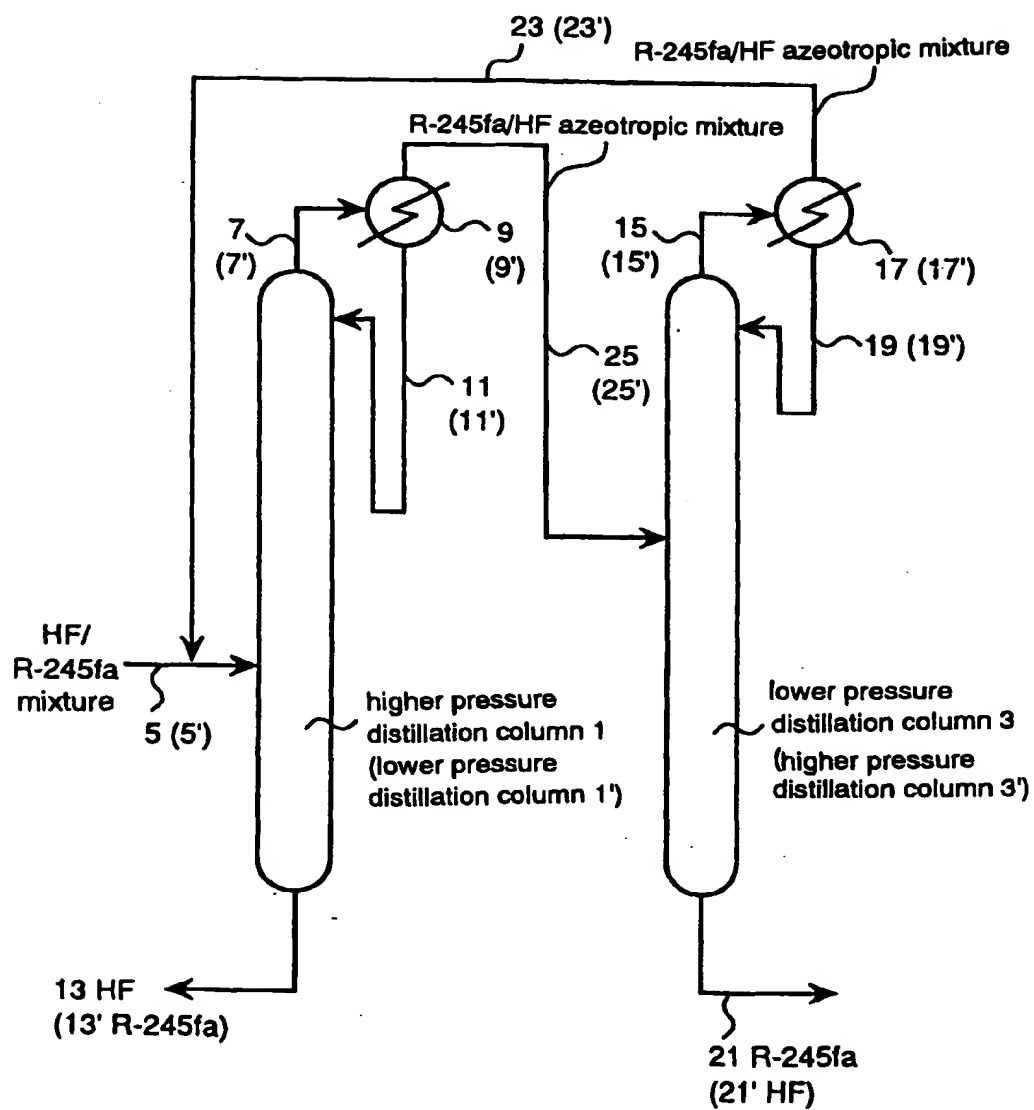 23 (23')
R-245fa/HF azeotropic mixture
R-245fa/HF azeotropic mixture
7
(7')
9
(9')
15
(15')
17 (17')
11
(11')
25
(25')
19 (19')
HF/
R-245fa
mixture
5 (5')
higher pressure
distillation column 1
(lower pressure
distillation column 1')
lower pressure
distillation column 3
(higher pressure
distillation column 3')
13 HF
(13' R-245fa)
21 R-245fa
(21' HF)